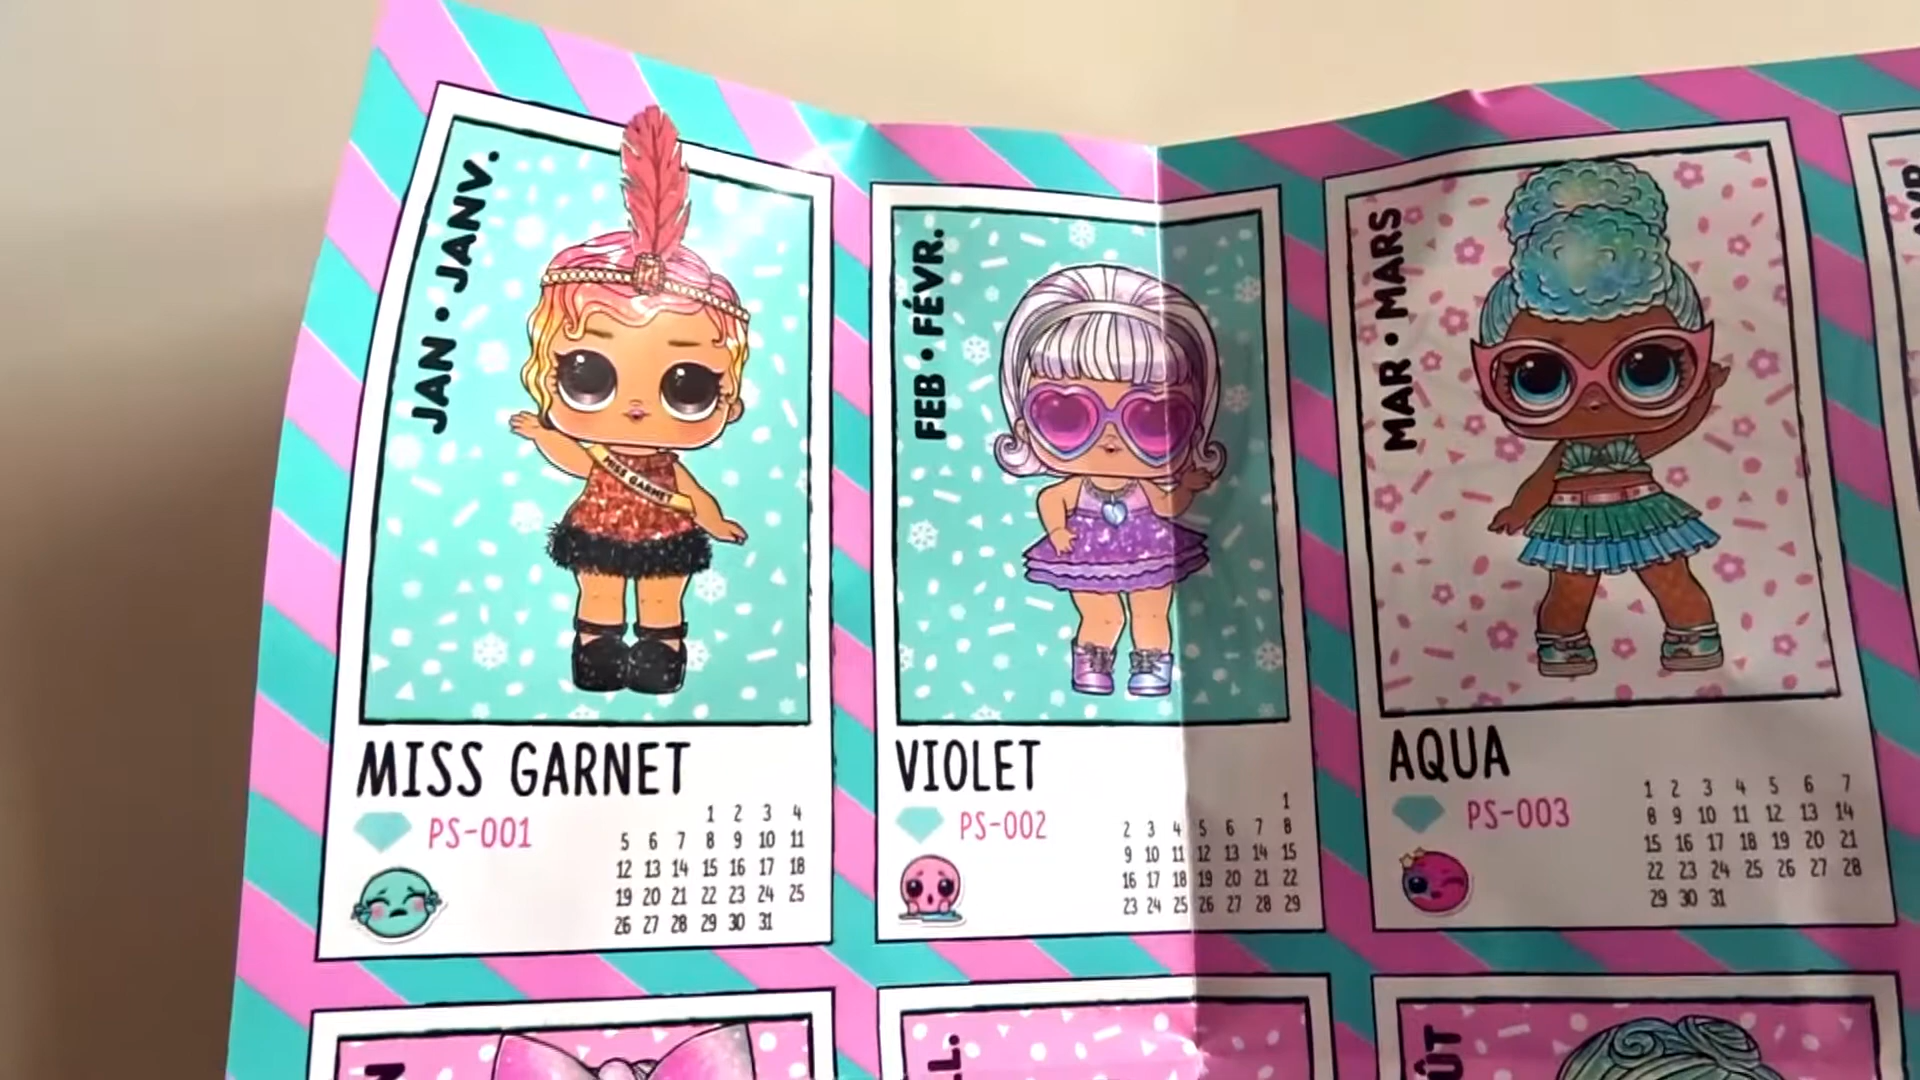 JAN • JANV.
MISS GARNET
MISS GARNET
PS-001
1 2 3 4
5 6 7 8 9 10 11
12 13 14 15 16 17 18
19 20 21 22 23 24 25
26 27 28 29 30 31
FEB • FÉVR.
VIOLET
PS-002
1
2 3 4 5 6 7 8
9 10 11 12 13 14 15
16 17 18 19 20 21 22
23 24 25 26 27 28 29
MAR • MARS
AQUA
PS-003
1 2 3 4 5 6 7
8 9 10 11 12 13 14
15 16 17 18 19 20 21
22 23 24 25 26 27 28
29 30 31